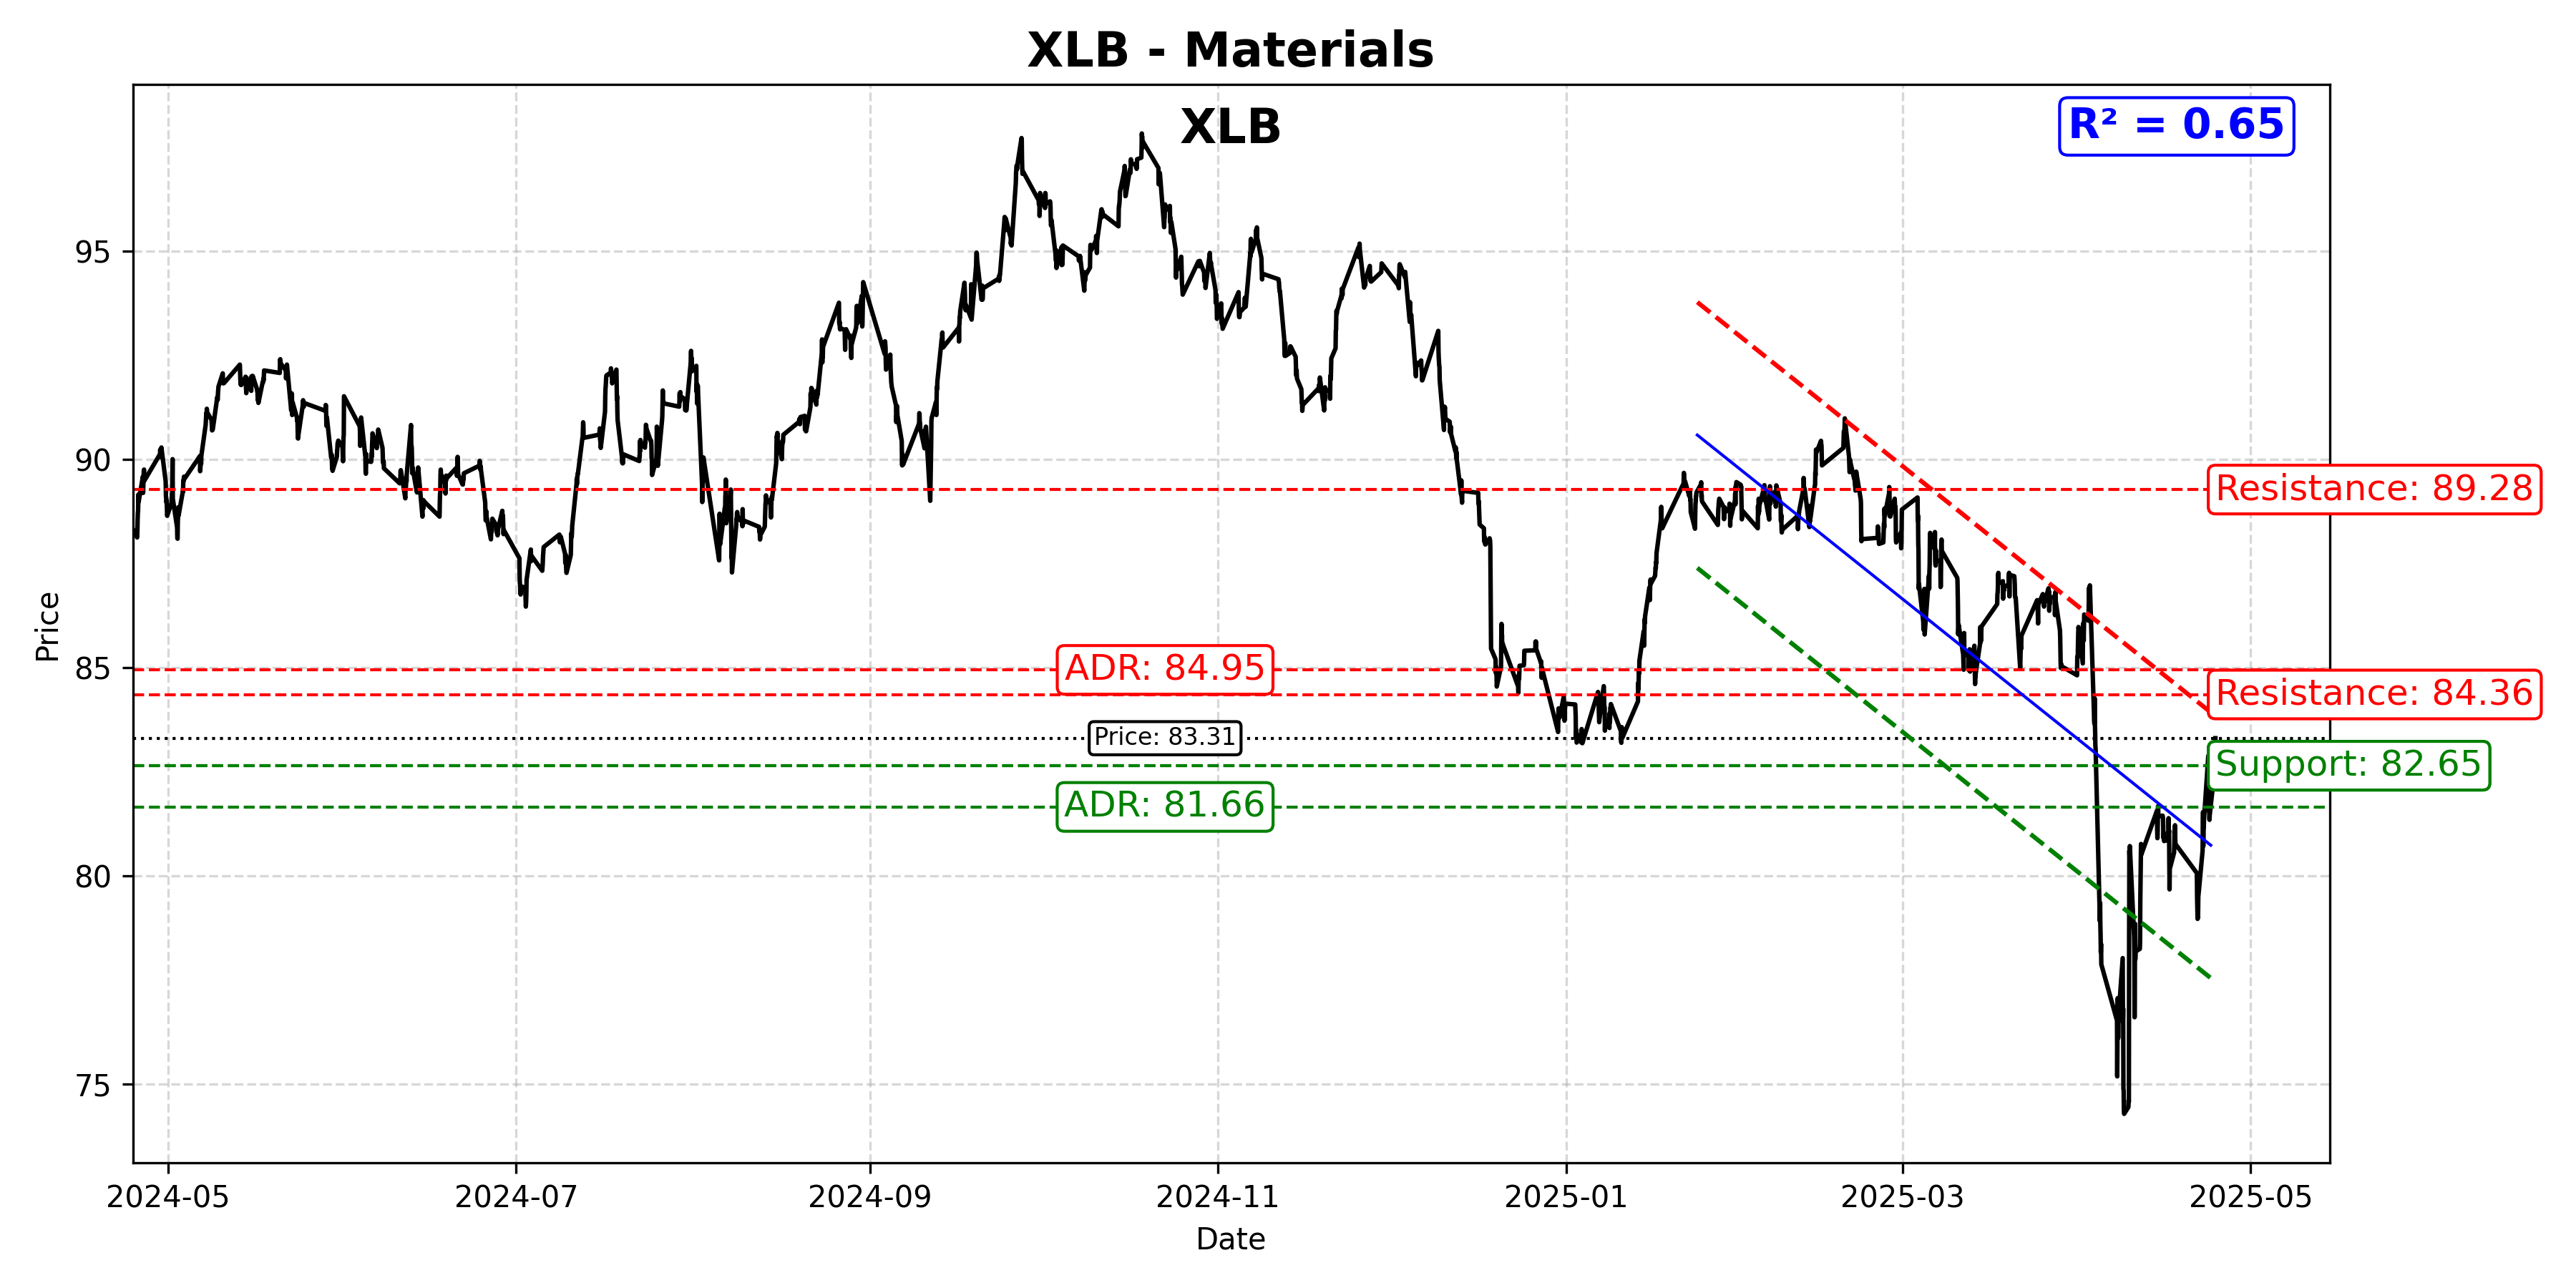 XLB - Materials
XLB
R² = 0.65
95
90
85
80
75
Price
Resistance: 89.28
ADR: 84.95
Resistance: 84.36
Price: 83.31
Support: 82.65
ADR: 81.66
2024-05
2024-07
2024-09
2024-11
2025-01
2025-03
2025-05
Date